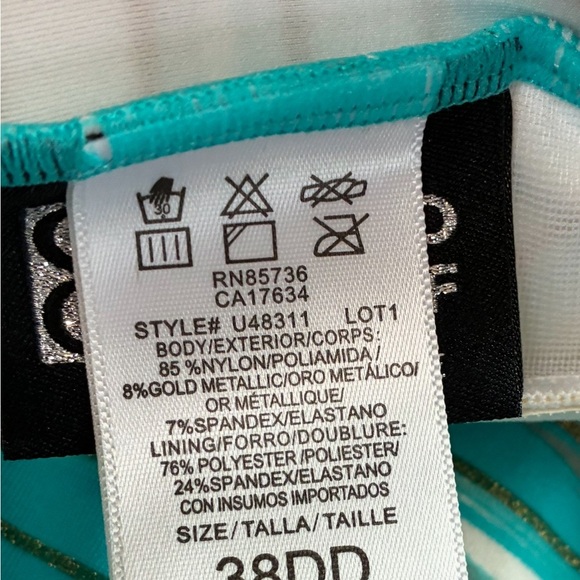 30
RN85736
CA17634
STYLE# U48311 LOT1
BODY/EXTERIOR/CORPS:
85 %NYLON/POLIAMIDA/
8%GOLD METALLIC/ORO METÁLICO/
OR MÉTALLIQUE/
7%SPANDEX/ELASTANO
LINING/FORRO/DOUBLURE:
76% POLYESTER/POLIESTER/
24%SPANDEX/ELASTANO
CON INSUMOS IMPORTADOS
SIZE/TALLA/TAILLE
38DD